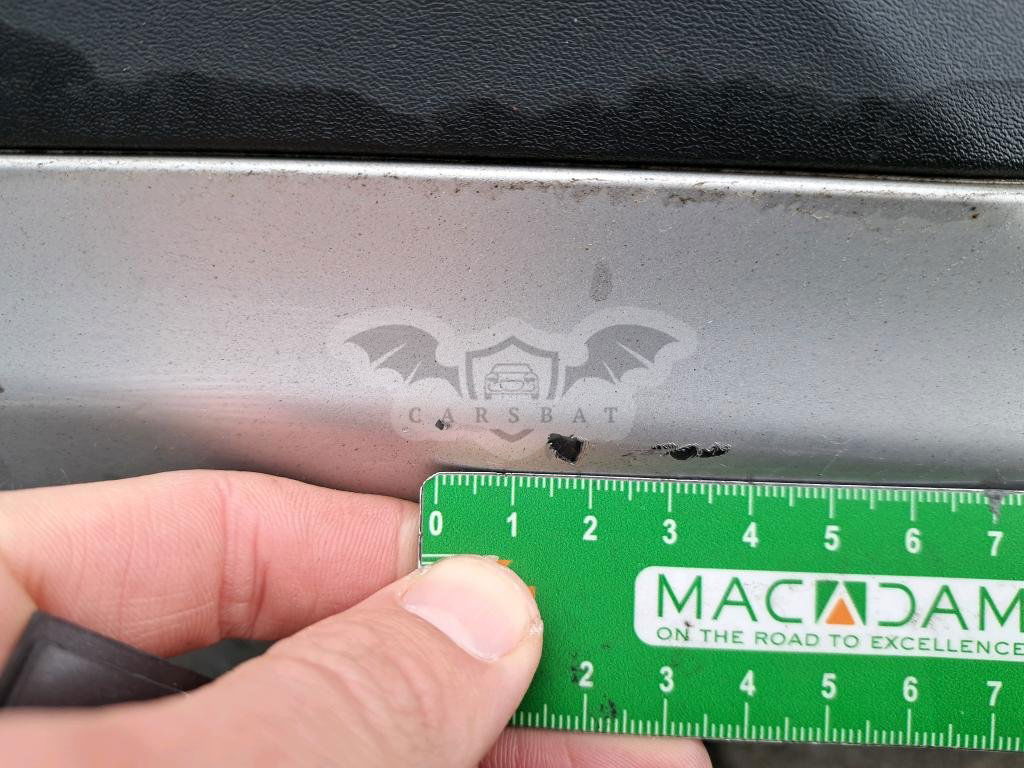 CARSBAT
0 1 2 3 4 5 6 7
MACADAM
ON THE ROAD TO EXCELLENCE
2 3 4 5 6 7